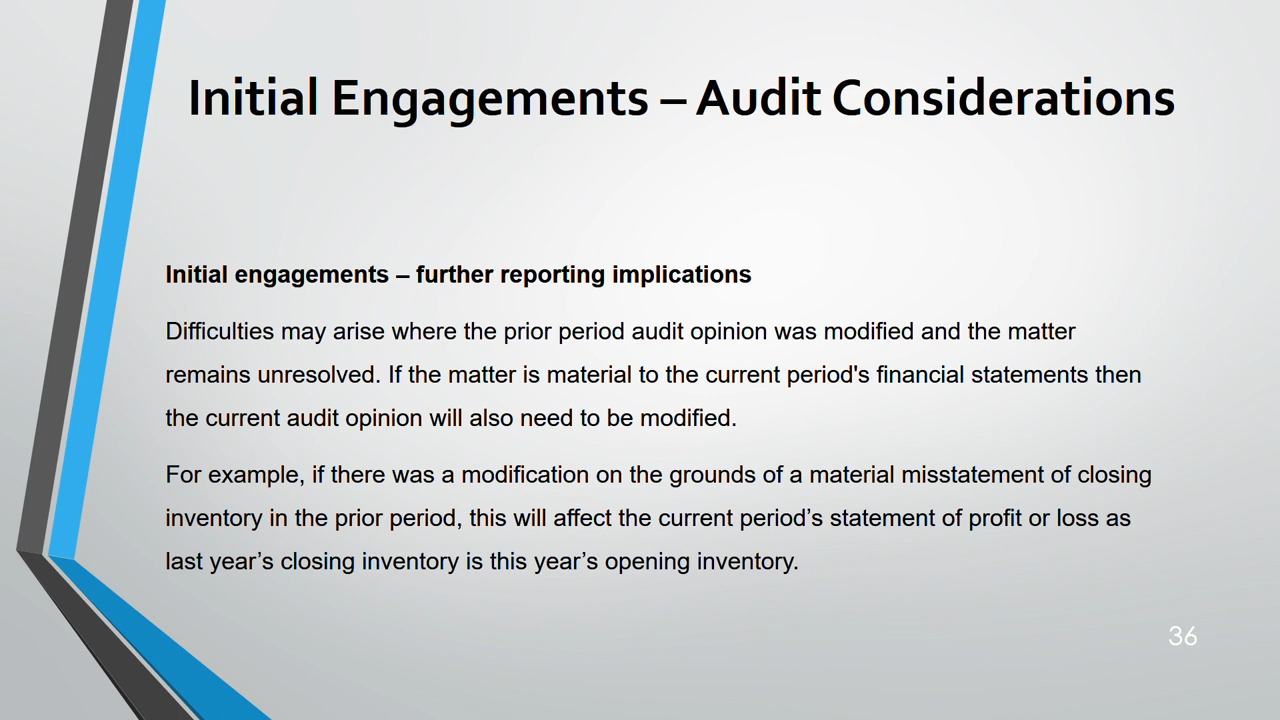 Initial Engagements – Audit Considerations
Initial engagements – further reporting implications
Difficulties may arise where the prior period audit opinion was modified and the matter
remains unresolved. If the matter is material to the current period's financial statements then
the current audit opinion will also need to be modified.
For example, if there was a modification on the grounds of a material misstatement of closing
inventory in the prior period, this will affect the current period’s statement of profit or loss as
last year’s closing inventory is this year’s opening inventory.
36